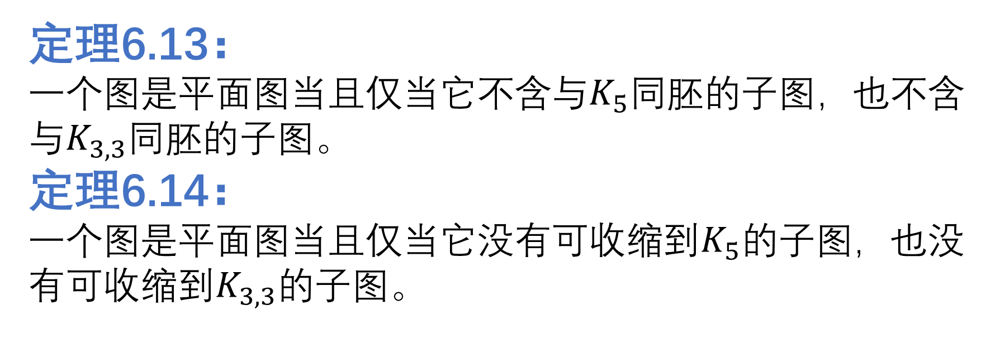 定理6.13：
一个图是平面图当且仅当它不含与K₅同胚的子图，也不含
与K₃,₃同胚的子图。
定理6.14：
一个图是平面图当且仅当它没有可收缩到K₅的子图，也没
有可收缩到K₃,₃的子图。